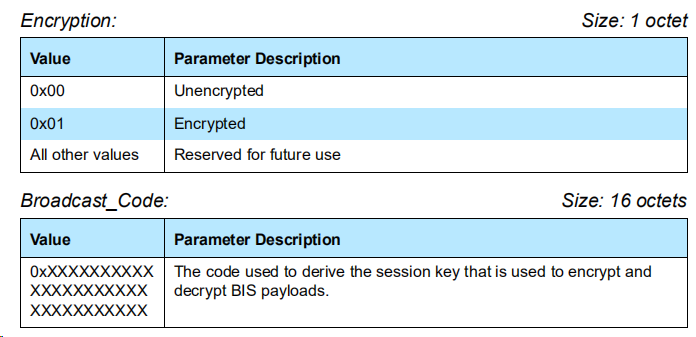 Encryption: Size: 1 octet
Value Parameter Description
0x00 Unencrypted
0x01 Encrypted
All other values Reserved for future use
Broadcast_Code: Size: 16 octets
Value Parameter Description
0xXXXXXXXXXX The code used to derive the session key that is used to encrypt and
XXXXXXXXXXX decrypt BIS payloads.
XXXXXXXXXXX